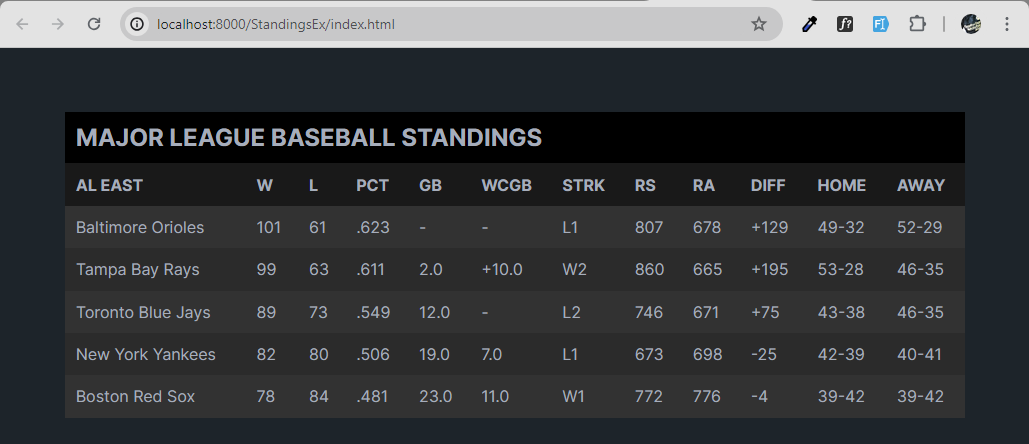 localhost:8000/StandingsEx/index.html
f?
MAJOR LEAGUE BASEBALL STANDINGS
AL EAST W L PCT GB WCGB STRK RS RA DIFF HOME AWAY
Baltimore Orioles 101 61 .623 - - L1 807 678 +129 49-32 52-29
Tampa Bay Rays 99 63 .611 2.0 +10.0 W2 860 665 +195 53-28 46-35
Toronto Blue Jays 89 73 .549 12.0 - L2 746 671 +75 43-38 46-35
New York Yankees 82 80 .506 19.0 7.0 L1 673 698 -25 42-39 40-41
Boston Red Sox 78 84 .481 23.0 11.0 W1 772 776 -4 39-42 39-42